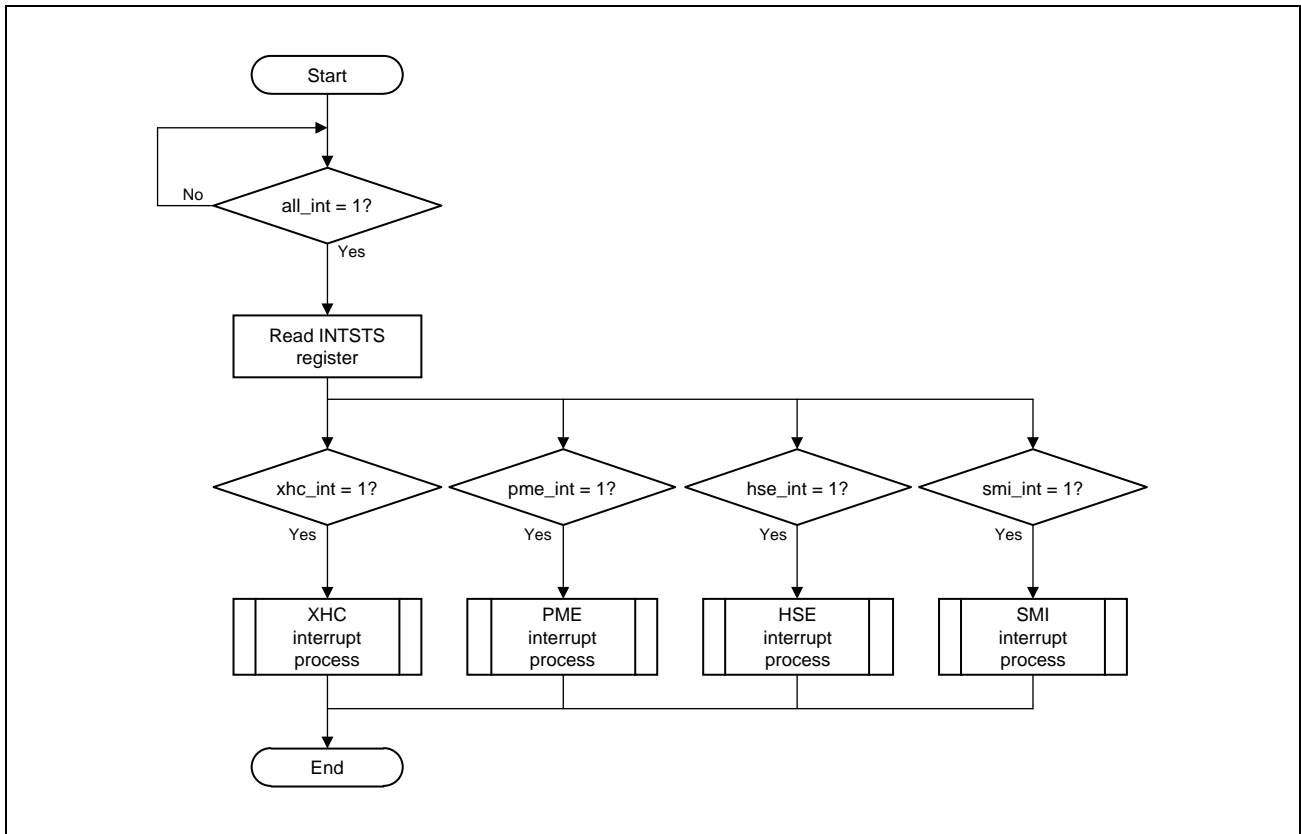 Start
No
all_int = 1?
Yes
Read INTSTS
register
xhc_int = 1?
pme_int = 1?
hse_int = 1?
smi_int = 1?
Yes
Yes
Yes
Yes
XHC
interrupt
process
PME
interrupt
process
HSE
interrupt
process
SMI
interrupt
process
End